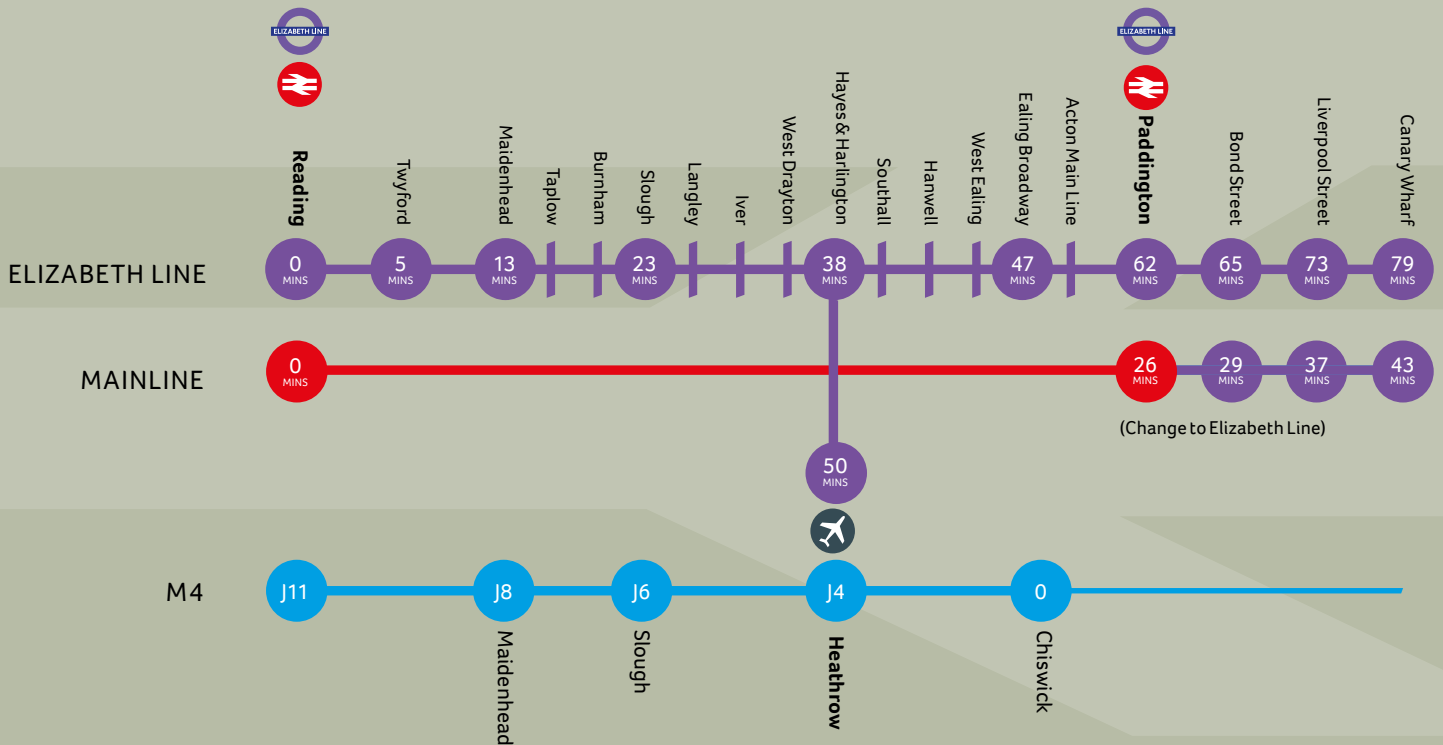 ELIZABETH LINE
ELIZABETH LINE
Reading
Twyford
Maidenhead
Taplow
Burnham
Slough
Langley
Iver
West Drayton
Hayes & Harlington
Southall
Hanwell
West Ealing
Ealing Broadway
Acton Main Line
Paddington
Bond Street
Liverpool Street
Canary Wharf
ELIZABETH LINE
0 MINS
5 MINS
13 MINS
23 MINS
38 MINS
47 MINS
62 MINS
65 MINS
73 MINS
79 MINS
MAINLINE
0 MINS
26 MINS
29 MINS
37 MINS
43 MINS
(Change to Elizabeth Line)
50 MINS
M4
J11
J8
J6
J4
0
Maidenhead
Slough
Heathrow
Chiswick